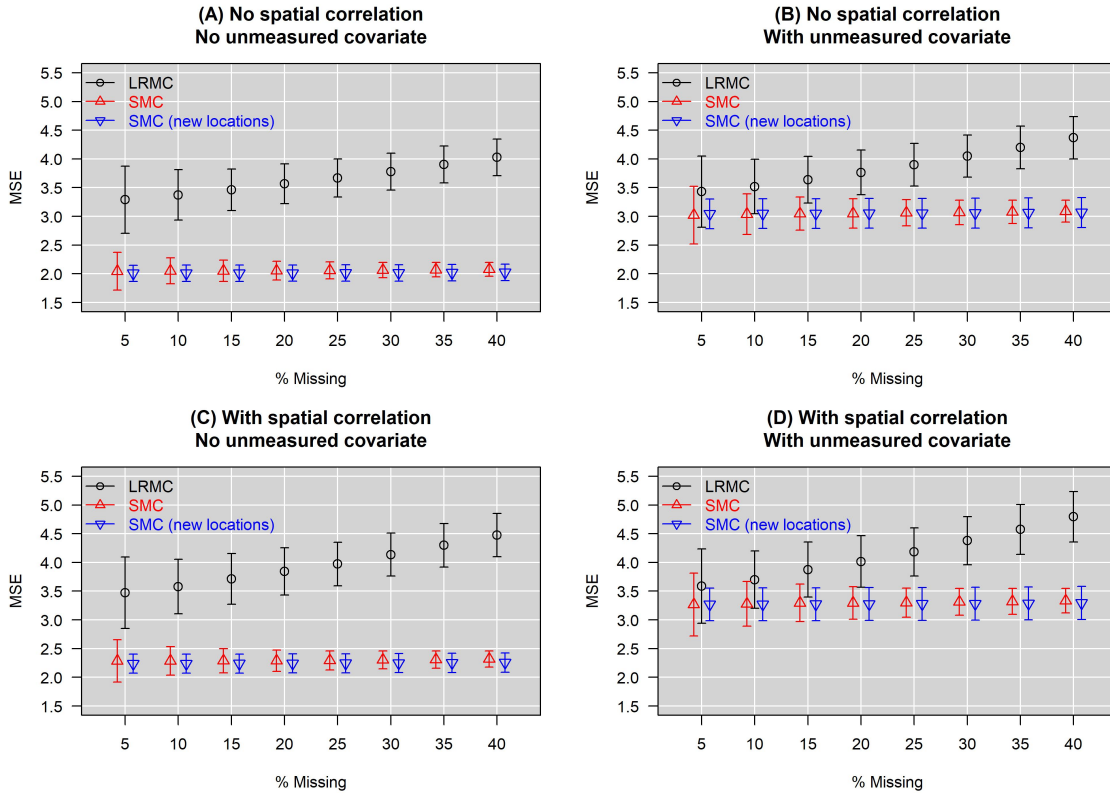 (A) No spatial correlation
No unmeasured covariate
MSE
5.5
5.0
4.5
4.0
3.5
3.0
2.5
2.0
1.5
LRMC
SMC
SMC (new locations)
5 10 15 20 25 30 35 40
% Missing
(B) No spatial correlation
With unmeasured covariate
MSE
5.5
5.0
4.5
4.0
3.5
3.0
2.5
2.0
1.5
LRMC
SMC
SMC (new locations)
5 10 15 20 25 30 35 40
% Missing
(C) With spatial correlation
No unmeasured covariate
MSE
5.5
5.0
4.5
4.0
3.5
3.0
2.5
2.0
1.5
LRMC
SMC
SMC (new locations)
5 10 15 20 25 30 35 40
% Missing
(D) With spatial correlation
With unmeasured covariate
MSE
5.5
5.0
4.5
4.0
3.5
3.0
2.5
2.0
1.5
LRMC
SMC
SMC (new locations)
5 10 15 20 25 30 35 40
% Missing